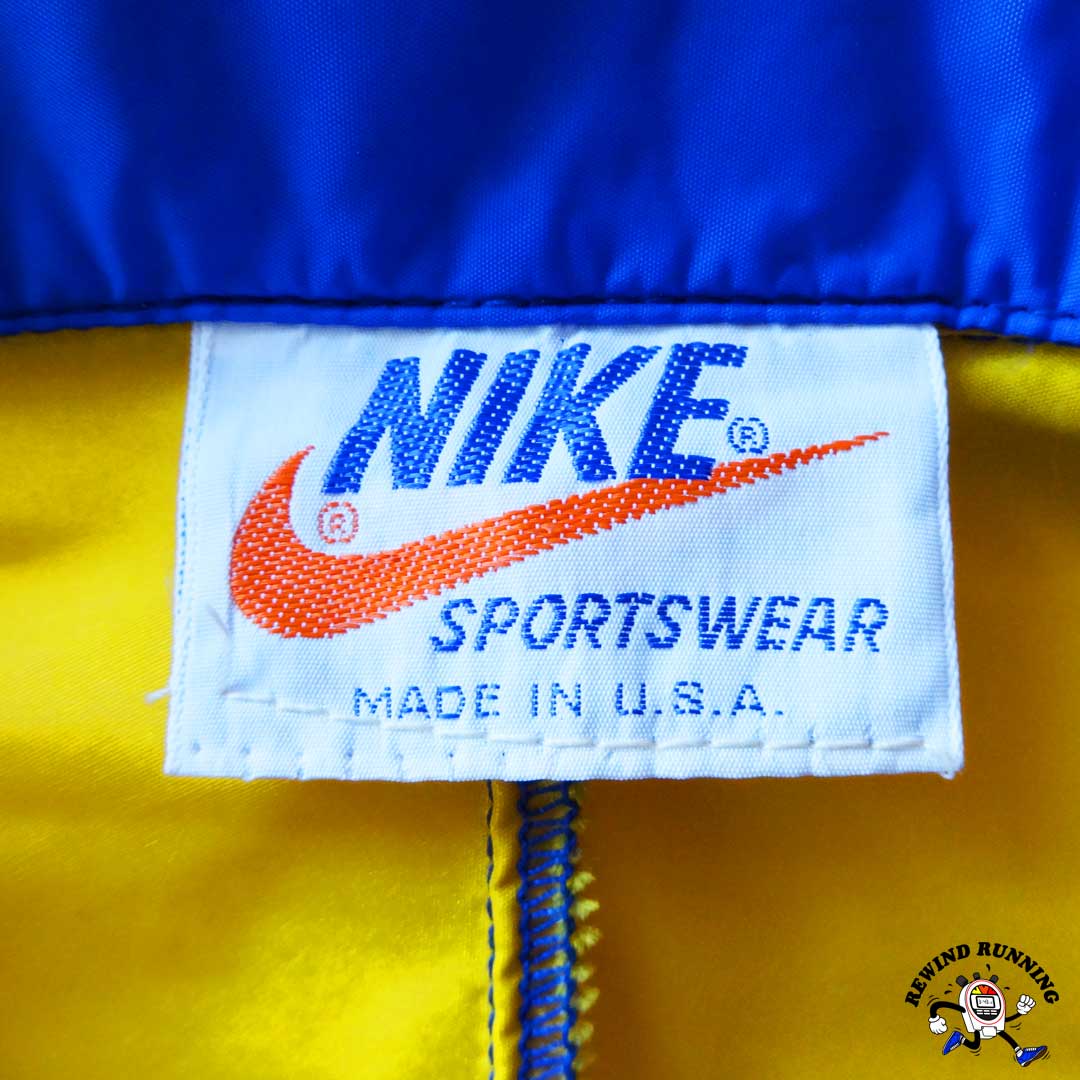 NIKE®
®
SPORTSWEAR
MADE IN U.S.A.
REWIND RUNNING